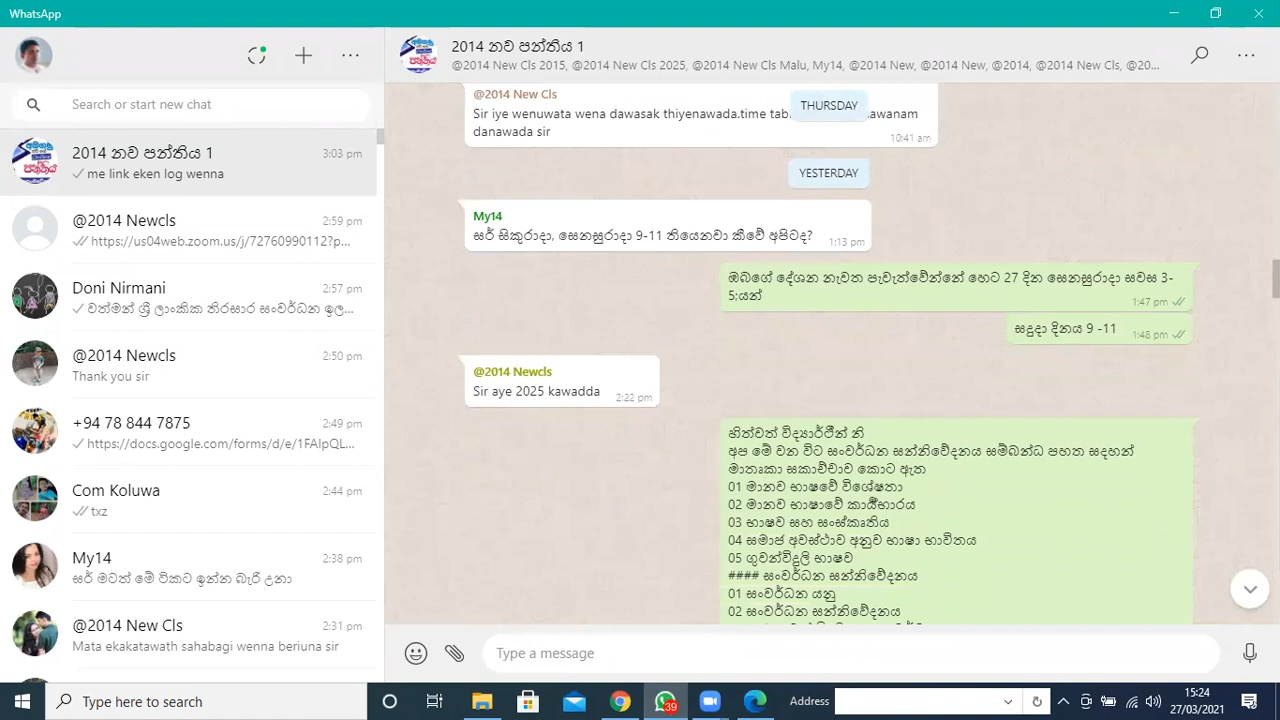 WhatsApp
2014 නව පන්තිය 1
@2014 New Cls 2015, @2014 New Cls 2025, @2014 New Cls Malu, My14, @2014 New, @2014 New, @2014, @2014 New Cls, @20...
Search or start new chat
2014 නව පන්තිය 1 3:03 pm
me link eken log wenna
@2014 Newcls 2:59 pm
https://us04web.zoom.us/j/72760990112?p...
Doni Nirmani 2:57 pm
වත්මන් ශ්‍රී ලාංකික තිරසාර සංවර්ධන ඉල...
@2014 Newcls 2:50 pm
Thank you sir
+94 78 844 7875 2:49 pm
https://docs.google.com/forms/d/e/1FAIpQL...
Com Koluwa 2:44 pm
txz
My14 2:38 pm
සර් මටත් මේ ටිකට ඉන්න බැරි උනා
@2014 New Cls 2:31 pm
Mata ekakatawath sahabagi wenna beriuna sir
@2014 New Cls
THURSDAY
Sir iye wenuwata wena dawasak thiyenawada.time tab
danawada sir
10:41 am
YESTERDAY
My14
සර් සිකුරාදා, සෙනසුරාදා 9-11 තියෙනවා කීවේ අපිටද? 1:13 pm
ඔබගේ දේශන නැවත පැවැත්වේන්නේ හෙට 27 දින සෙනසුරාදා සවස 3-
5;යන් 1:47 pm
සදුදා දිනය 9 -11 1:48 pm
@2014 Newcls
Sir aye 2025 kawadda 2:22 pm
හිත්වත් විද්‍යාර්ථීන් නි
අප මේ වන විට සංවර්ධන සන්නිවේදනය සම්බන්ධ පහත සදහන්
මාතෘකා සකාච්චාව කොට ඇත
01 මානව භාෂවේ විශේෂතා
02 මානව භාෂාවේ කාර්යභාරය
03 භාෂව සහ සංස්කෘතිය
04 සමාජ අවස්ථාව අනුව භාෂා භාවිතය
05 ගුවන්විදුලි භාෂව
#### සංවර්ධන සන්නිවේදනය
01 සංවර්ධන යනු
02 සංවර්ධන සන්නිවේදනය
Type a message
Type here to search
39
Address
15:24
27/03/2021